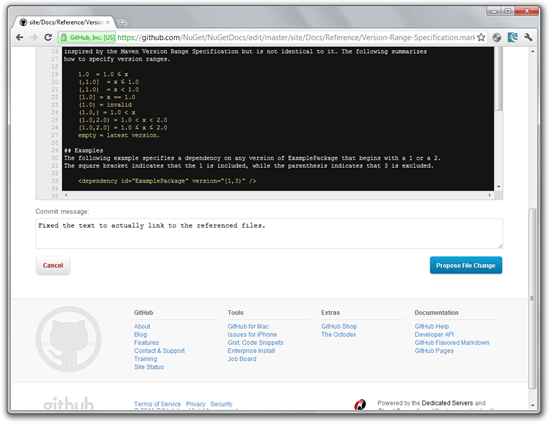 site/Docs/Reference/Versio
GitHub, Inc. [US] https://github.com/NuGet/NuGetDocs/edit/master/site/Docs/Reference/Version-Range-Specification.mark
14 inspired by the Maven Version Range Specification but is not identical to it. The following summarizes
15 how to specify version ranges.
16
17 1.0 = 1.0 ≤ x
18 (,1.0] = x ≤ 1.0
19 (,1.0) = x < 1.0
20 [1.0] = x == 1.0
21 (1.0) = invalid
22 (1.0,) = 1.0 < x
23 (1.0,2.0) = 1.0 < x < 2.0
24 [1.0,2.0] = 1.0 ≤ x ≤ 2.0
25 empty = latest version.
26
27 ## Examples
28 The following example specifies a dependency on any version of ExamplePackage that begins with a 1 or a 2.
29 The square bracket indicates that the 1 is included, while the parenthesis indicates that 3 is excluded.
30
31 <dependency id="ExamplePackage" version="[1,3)" />
Commit message:
Fixed the text to actually link to the referenced files.
Cancel
Propose File Change
GitHub
About
Blog
Features
Contact & Support
Training
Site Status
Tools
GitHub for Mac
Issues for iPhone
Gist: Code Snippets
Enterprise Install
Job Board
Extras
GitHub Shop
The Octodex
Documentation
GitHub Help
Developer API
GitHub Flavored Markdown
GitHub Pages
github
Terms of Service Privacy Security
Powered by the Dedicated Servers and